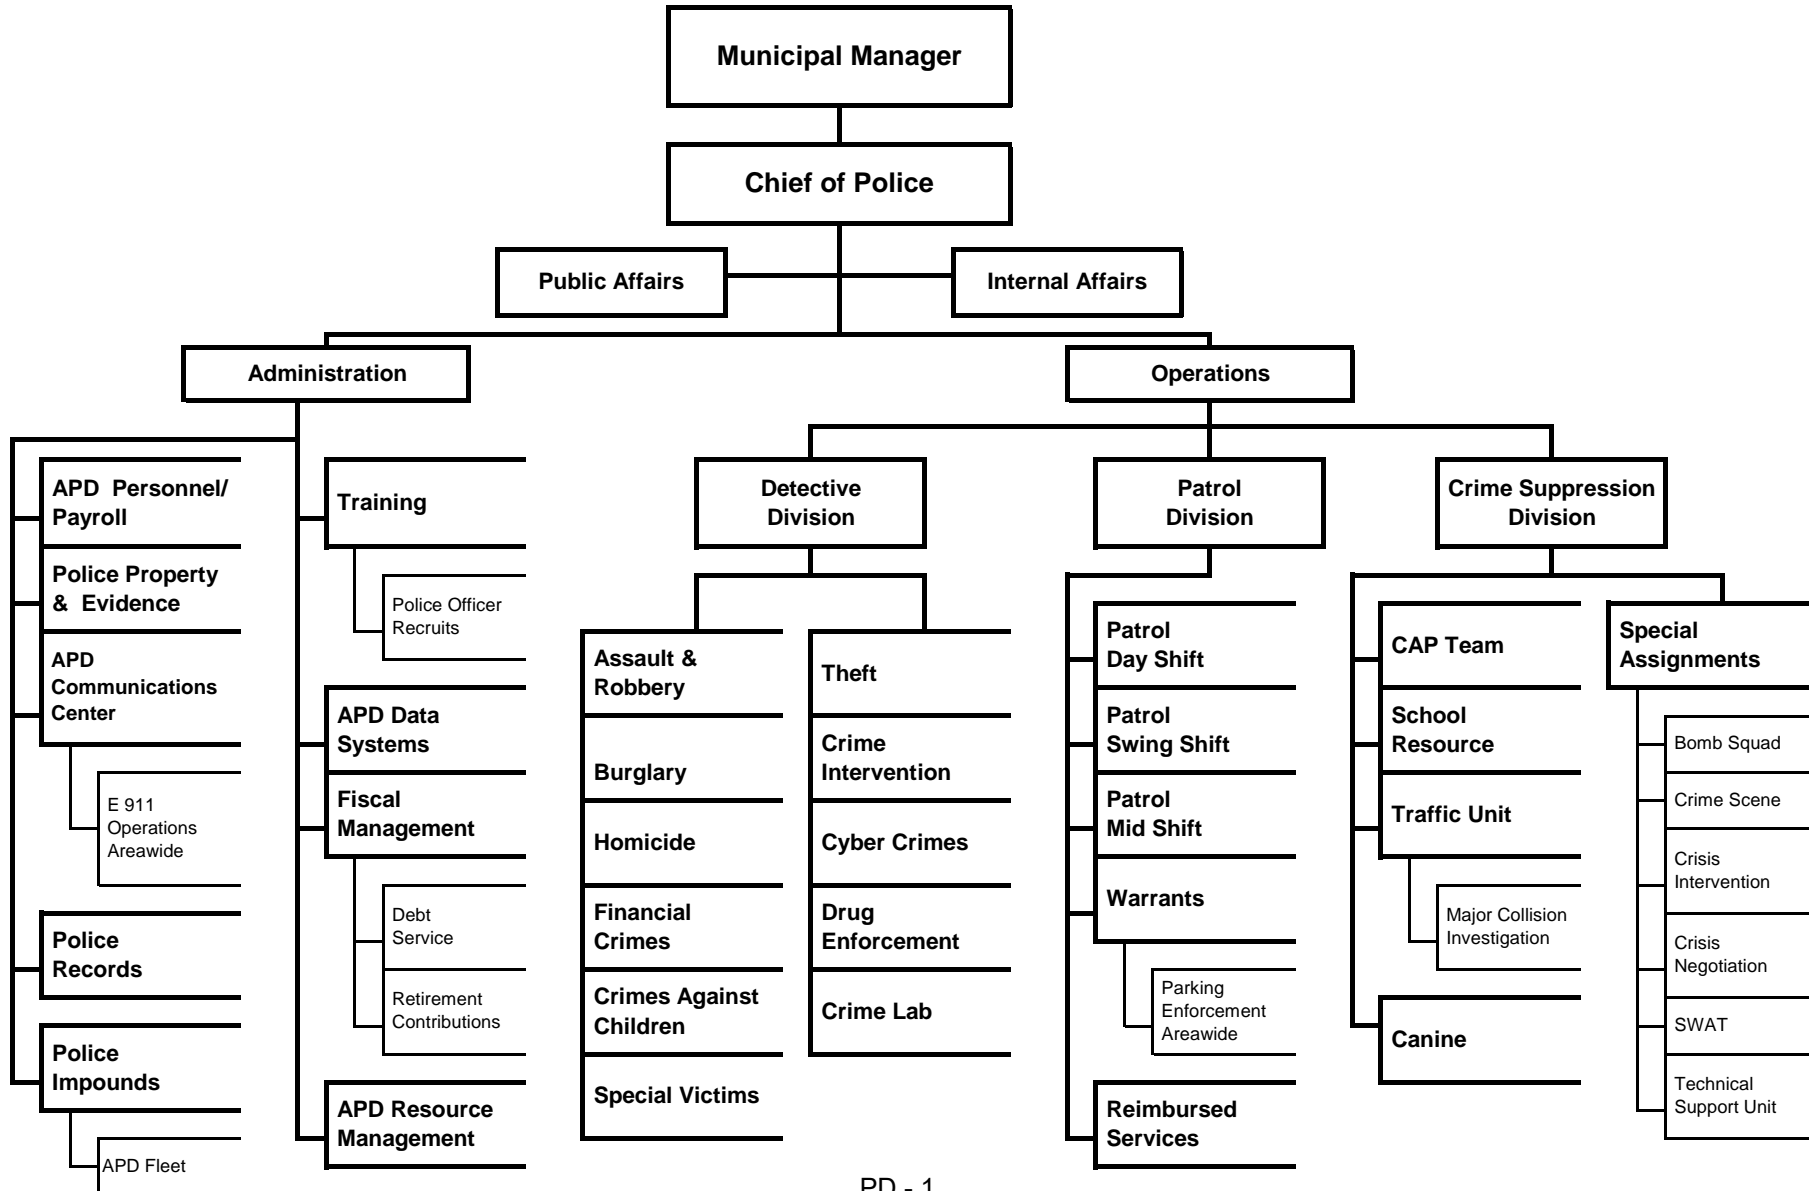 Municipal Manager
Chief of Police
Public Affairs
Internal Affairs
Administration
Operations
APD  Personnel/
Payroll
Police Property
&  Evidence
APD
Communications
Center
E 911
Operations
Areawide
Police
Records
Police
Impounds
APD Fleet
Training
Police Officer
Recruits
APD Data
Systems
Fiscal
Management
Debt
Service
Retirement
Contributions
APD Resource
Management
Detective
Division
Assault &
Robbery
Burglary
Homicide
Financial
Crimes
Crimes Against
Children
Special Victims
Theft
Crime
Intervention
Cyber Crimes
Drug
Enforcement
Crime Lab
Patrol
Division
Patrol
Day Shift
Patrol
Swing Shift
Patrol
Mid Shift
Warrants
Parking
Enforcement
Areawide
Reimbursed
Services
Crime Suppression
Division
CAP Team
School
Resource
Traffic Unit
Major Collision
Investigation
Canine
Special
Assignments
Bomb Squad
Crime Scene
Crisis
Intervention
Crisis
Negotiation
SWAT
Technical
Support Unit
PD - 1